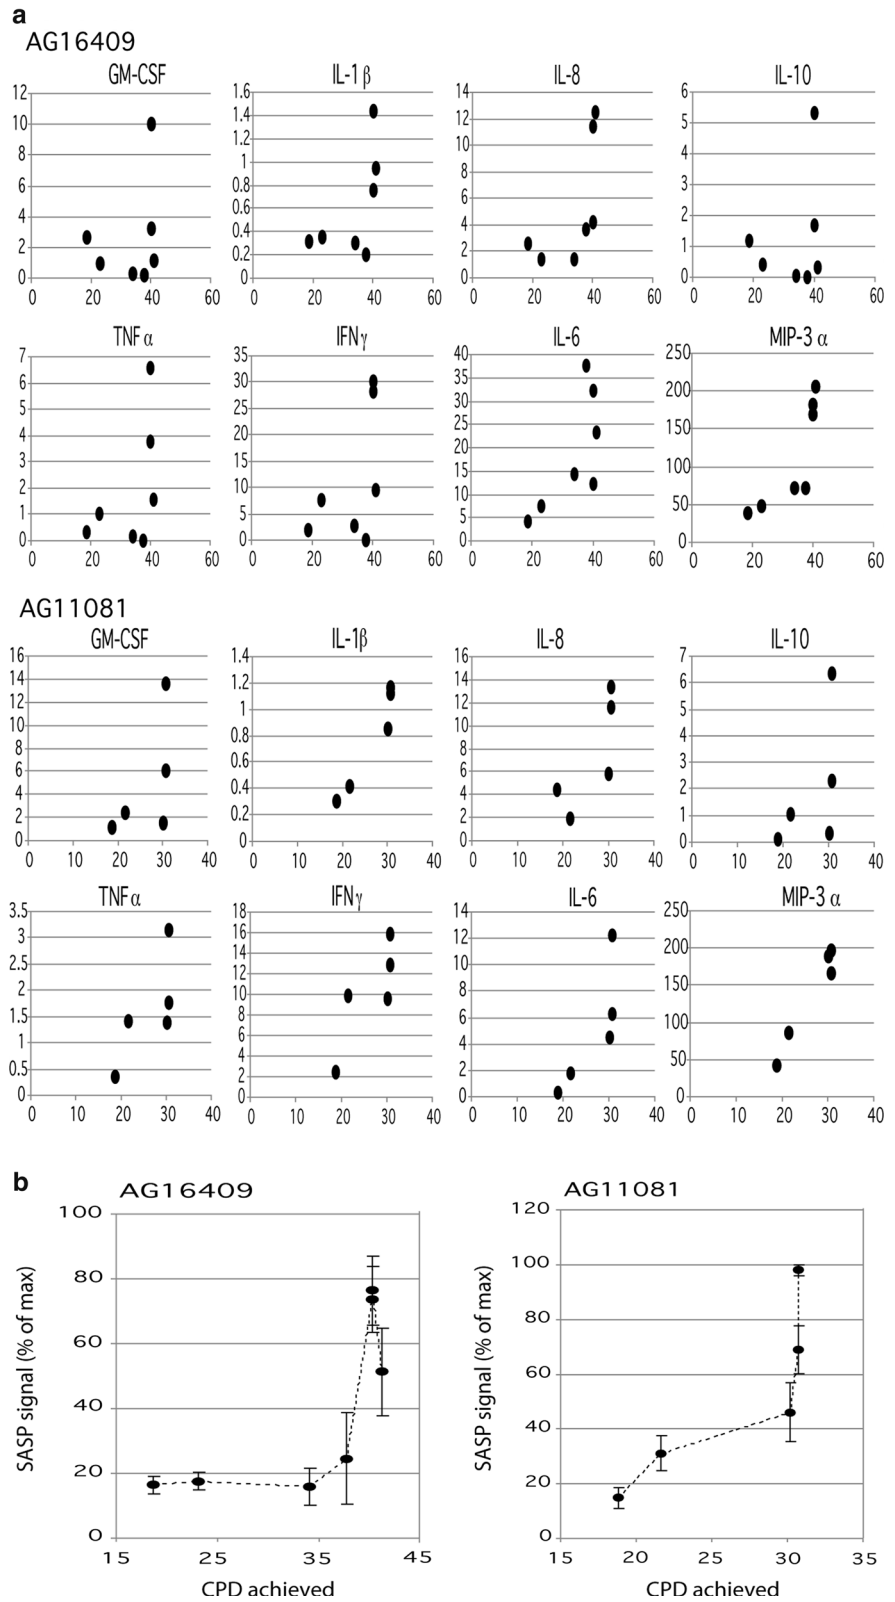 a
AG16409
GM-CSF IL-1 β IL-8 IL-10
12 10 8 6 4 2 0
0 20 40 60
1.6 1.4 1.2 1 0.8 0.6 0.4 0.2 0
0 20 40 60
14 12 10 8 6 4 2 0
0 20 40 60
6 5 4 3 2 1 0
0 20 40 60
TNF α IFN γ IL-6 MIP-3 α
7 6 5 4 3 2 1 0
0 20 40 60
35 30 25 20 15 10 5 0
0 20 40 60
40 35 30 25 20 15 10 5 0
0 20 40 60
250 200 150 100 50 0
0 20 40 60
AG11081
GM-CSF IL-1β IL-8 IL-10
16 14 12 10 8 6 4 2 0
0 10 20 30 40
1.4 1.2 1 0.8 0.6 0.4 0.2 0
0 10 20 30 40
16 14 12 10 8 6 4 2 0
0 10 20 30 40
7 6 5 4 3 2 1 0
0 10 20 30 40
TNF α IFN γ IL-6 MIP-3 α
3.5 3 2.5 2 1.5 1 0.5 0
0 10 20 30 40
18 16 14 12 10 8 6 4 2 0
0 10 20 30 40
14 12 10 8 6 4 2 0
0 10 20 30 40
250 200 150 100 50 0
0 10 20 30 40
b
AG16409
SASP signal (% of max)
100 80 60 40 20 0
15 25 35 45
CPD achieved
AG11081
SASP signal (% of max)
120 100 80 60 40 20 0
15 20 25 30 35
CPD achieved